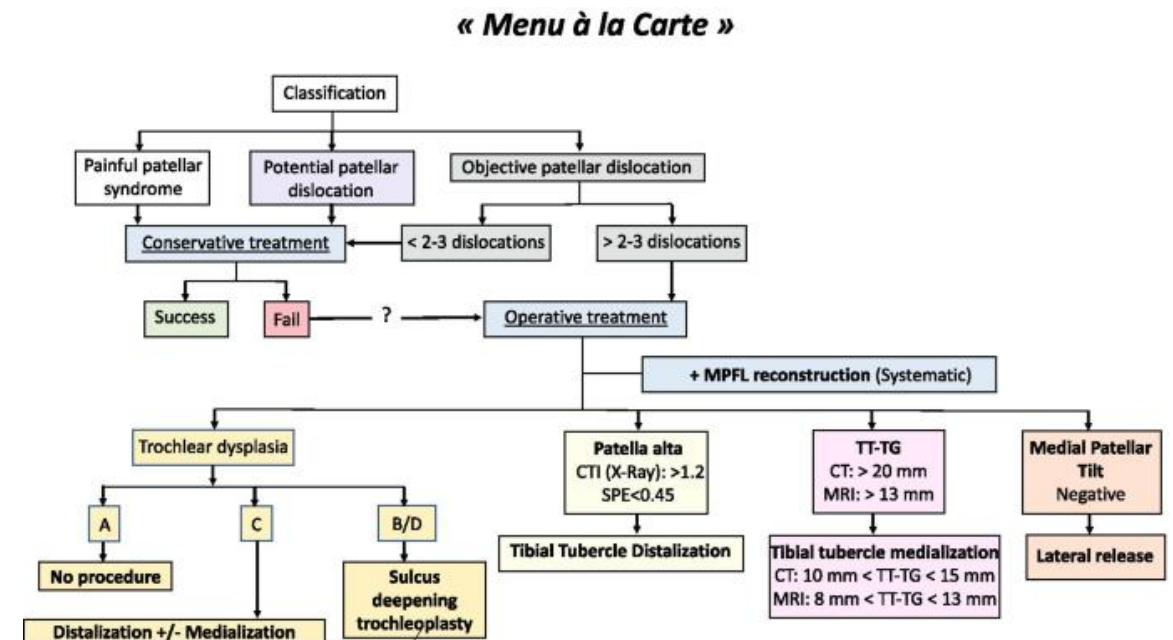 « Menu à la Carte »
Classification
Painful patellar
syndrome
Potential patellar
dislocation
Objective patellar dislocation
Conservative treatment
< 2-3 dislocations
> 2-3 dislocations
Success
Fail
?
Operative treatment
+ MPFL reconstruction (Systematic)
Trochlear dysplasia
Patella alta
CTI (X-Ray): >1.2
SPE<0.45
TT-TG
CT: > 20 mm
MRI: > 13 mm
Medial Patellar
Tilt
Negative
A
C
B/D
Tibial Tubercle Distalization
Tibial tubercle medialization
CT: 10 mm < TT-TG < 15 mm
MRI: 8 mm < TT-TG < 13 mm
Lateral release
No procedure
Sulcus
deepening
trochleoplasty
Distalization +/- Medialization